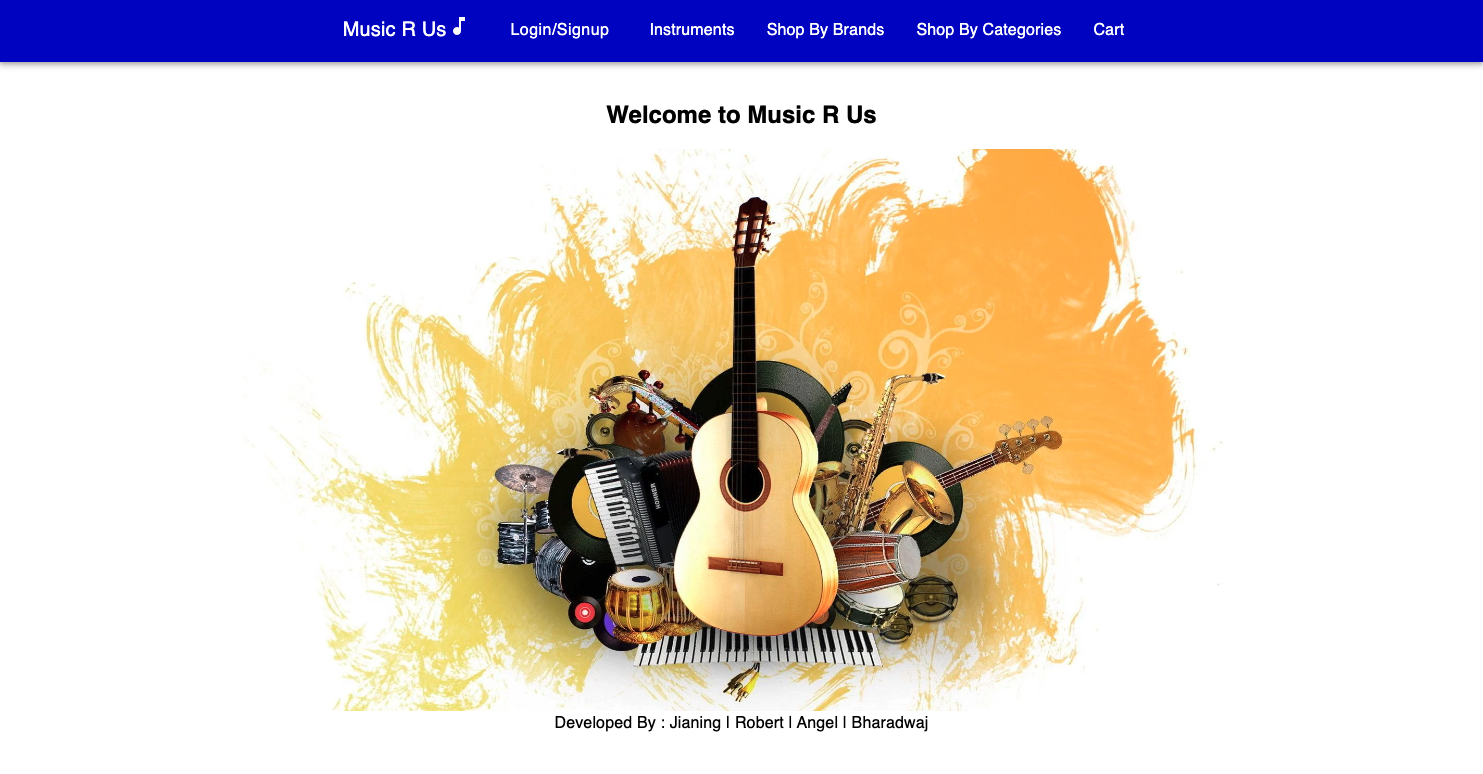 Music R Us Login/Signup Instruments Shop By Brands Shop By Categories Cart
Welcome to Music R Us
HOHNER
Developed By : Jianing | Robert | Angel | Bharadwaj